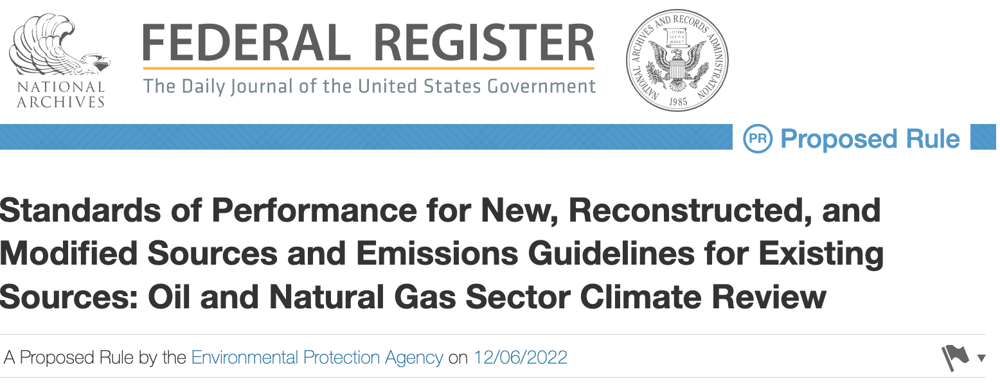 NATIONAL
ARCHIVES
FEDERAL REGISTER
The Daily Journal of the United States Government
NATIONAL ARCHIVES AND RECORDS ADMINISTRATION
LITTERA
SCRIPTA
MANET
1985
PR Proposed Rule
Standards of Performance for New, Reconstructed, and
Modified Sources and Emissions Guidelines for Existing
Sources: Oil and Natural Gas Sector Climate Review
A Proposed Rule by the Environmental Protection Agency on 12/06/2022